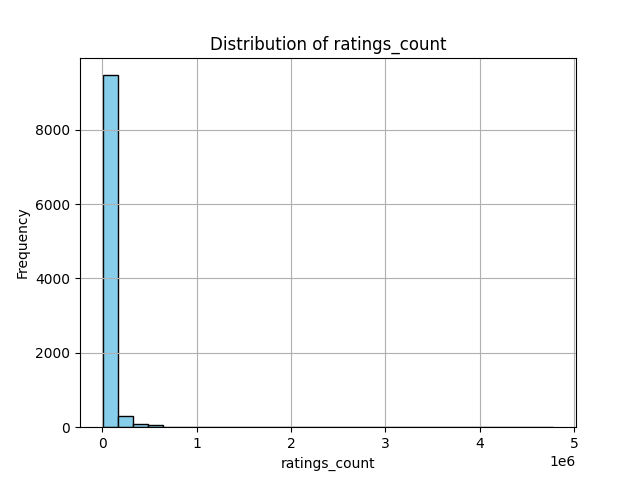 Distribution of ratings_count
8000
6000
4000
2000
0
Frequency
0 1 2 3 4 5
1e6
ratings_count